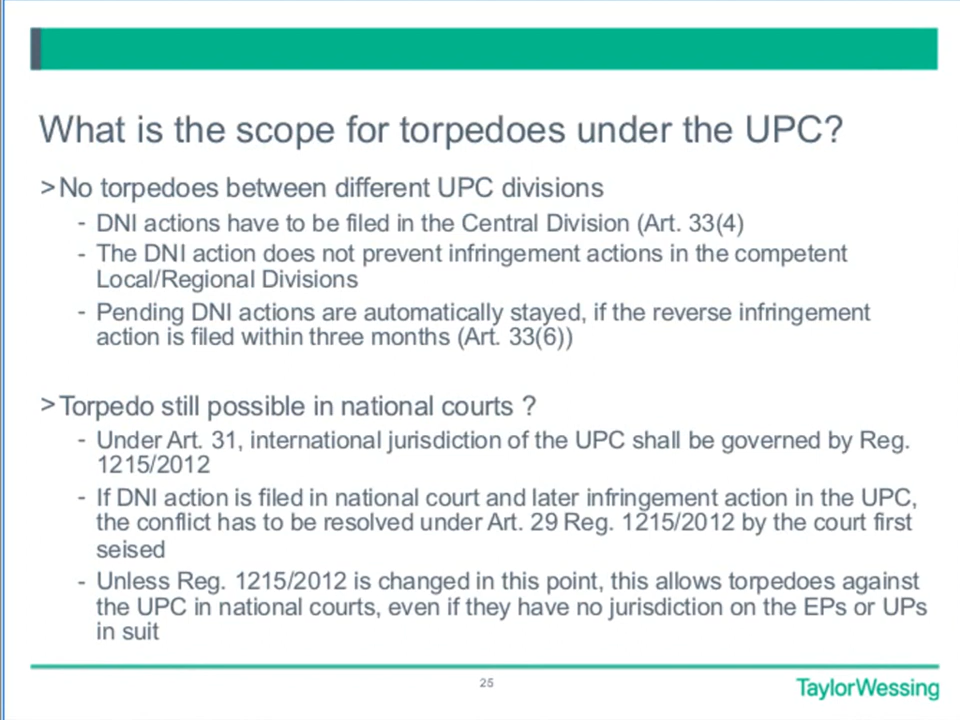 What is the scope for torpedoes under the UPC?
> No torpedoes between different UPC divisions
- DNI actions have to be filed in the Central Division (Art. 33(4)
- The DNI action does not prevent infringement actions in the competent
Local/Regional Divisions
- Pending DNI actions are automatically stayed, if the reverse infringement
action is filed within three months (Art. 33(6))
> Torpedo still possible in national courts ?
- Under Art. 31, international jurisdiction of the UPC shall be governed by Reg.
1215/2012
- If DNI action is filed in national court and later infringement action in the UPC,
the conflict has to be resolved under Art. 29 Reg. 1215/2012 by the court first
seised
- Unless Reg. 1215/2012 is changed in this point, this allows torpedoes against
the UPC in national courts, even if they have no jurisdiction on the EPs or UPs
in suit
25
TaylorWessing